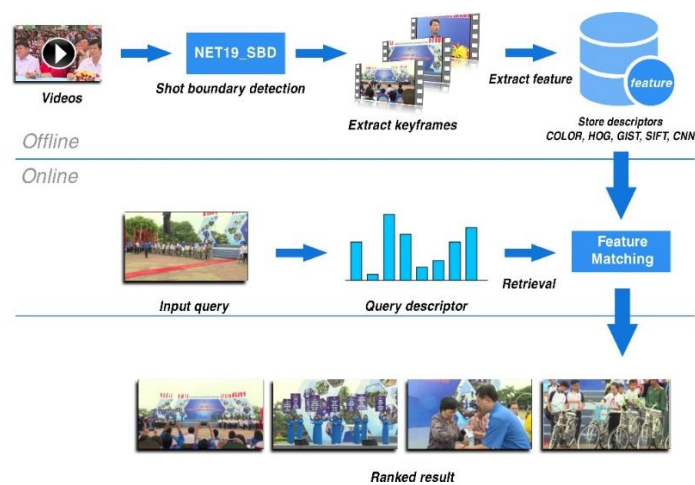 NET19_SBD
feature
Videos
Shot boundary detection
Extract keyframes
Extract feature
Store descriptors
COLOR, HOG, GIST, SIFT, CNN
Offline
Online
Feature
Matching
Input query
Query descriptor
Retrieval
Ranked result